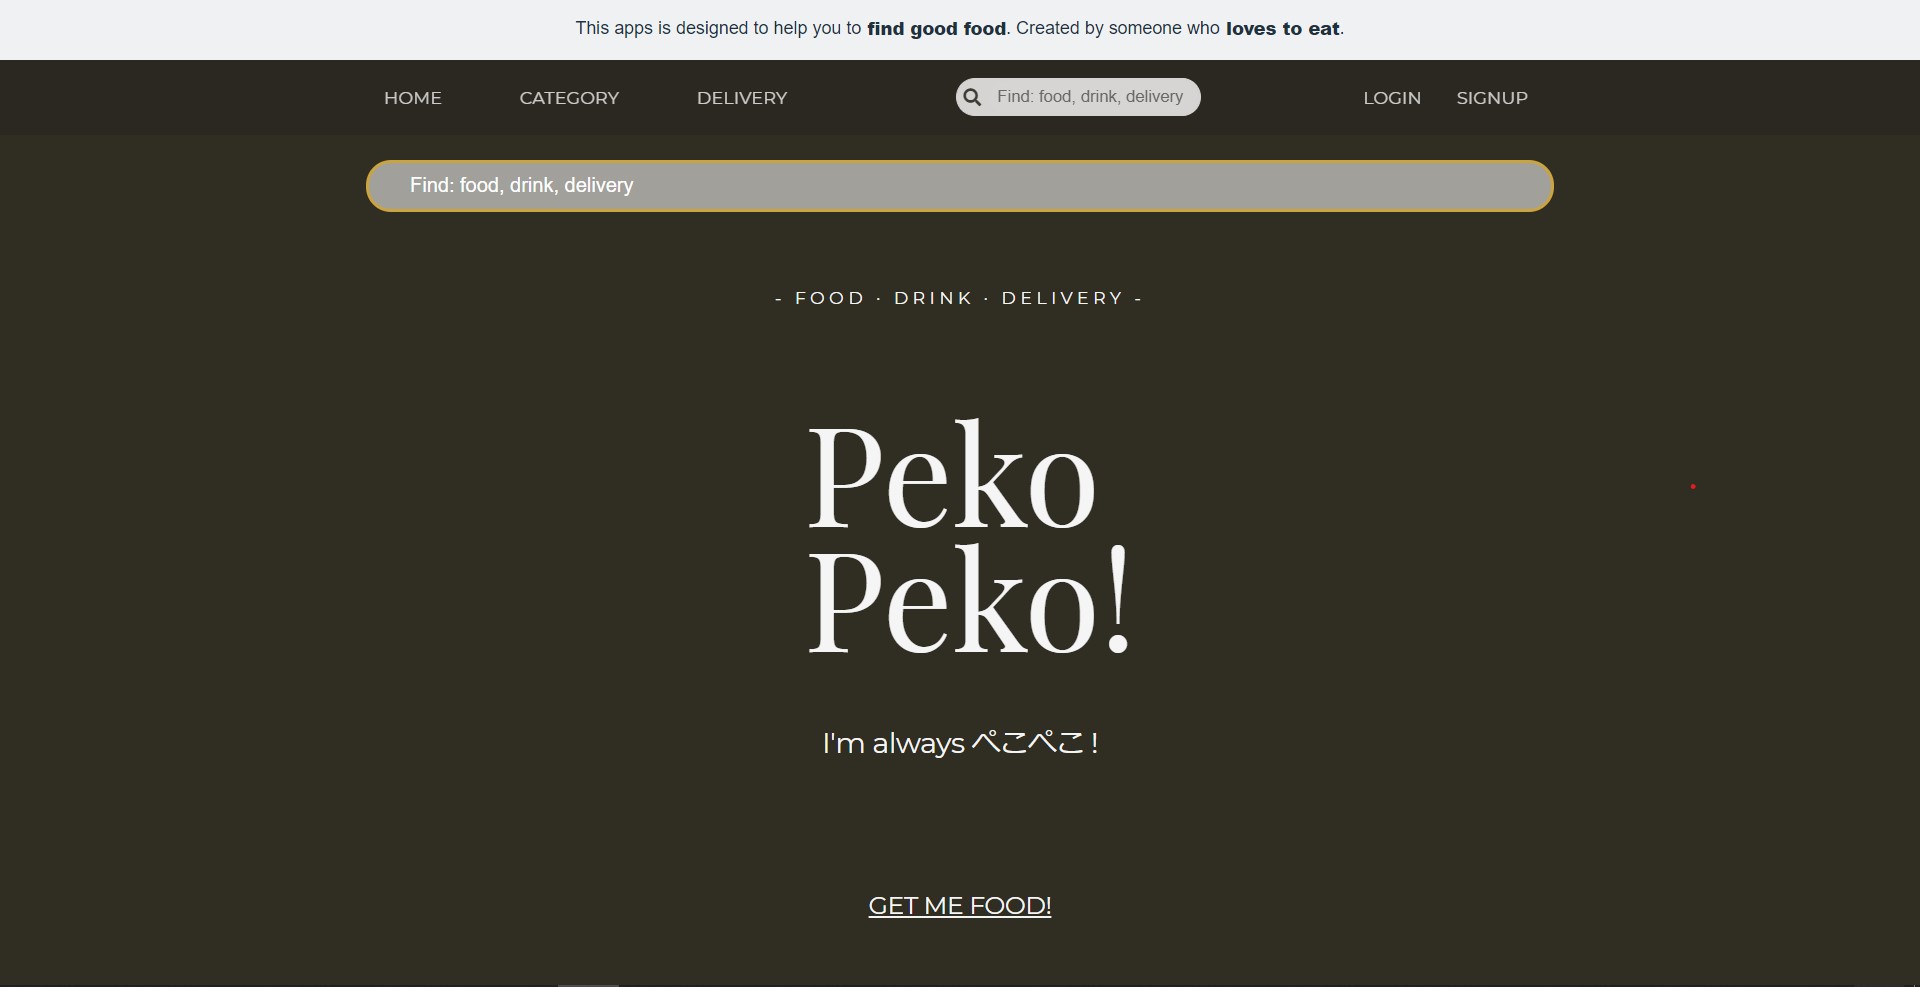 This apps is designed to help you to find good food. Created by someone who loves to eat.
HOME CATEGORY DELIVERY Find: food, drink, delivery LOGIN SIGNUP
Find: food, drink, delivery
- FOOD · DRINK · DELIVERY -
Peko
Peko!
I'm always ぺこぺこ !
GET ME FOOD!